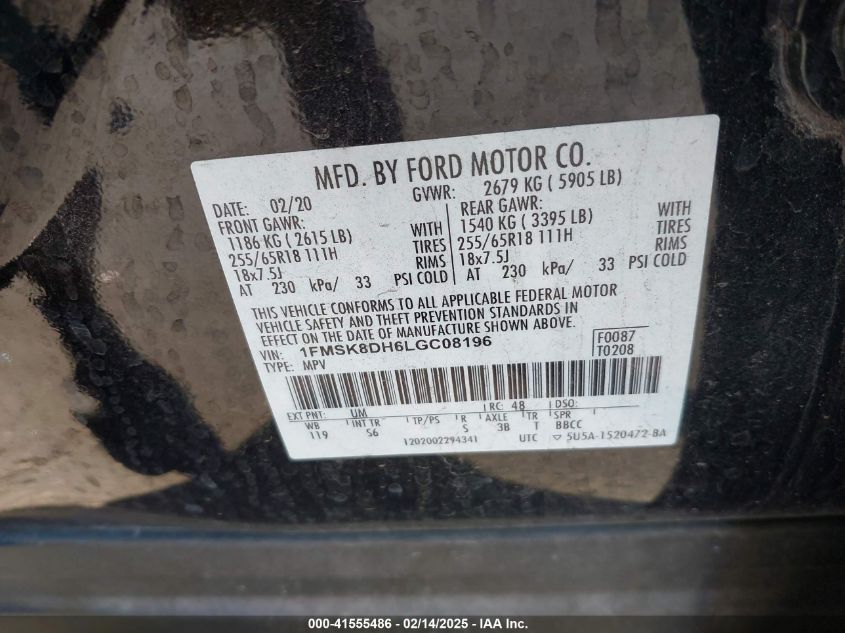 MFD. BY FORD MOTOR CO.
DATE: 02/20 GVWR: 2679 KG ( 5905 LB)
FRONT GAWR: REAR GAWR:
1186 KG ( 2615 LB) WITH 1540 KG ( 3395 LB) WITH
255/65R18 111H TIRES 255/65R18 111H TIRES
18x7.5J RIMS 18x7.5J RIMS
AT 230 kPa/ 33 PSI COLD AT 230 kPa/ 33 PSI COLD
THIS VEHICLE CONFORMS TO ALL APPLICABLE FEDERAL MOTOR
VEHICLE SAFETY AND THEFT PREVENTION STANDARDS IN
EFFECT ON THE DATE OF MANUFACTURE SHOWN ABOVE.
VIN: 1FMSK8DH6LGC08196 F0087
TYPE: MPV T0208
EXT PNT: UM RC: 48 DSO:
WB INT TR TP/PS R AXLE TR SPR
119 S6 S 3B T BBCC
1202002294341 UTC ▽ 5U5A-1520472-BA
000-41555486 - 02/14/2025 - IAA Inc.